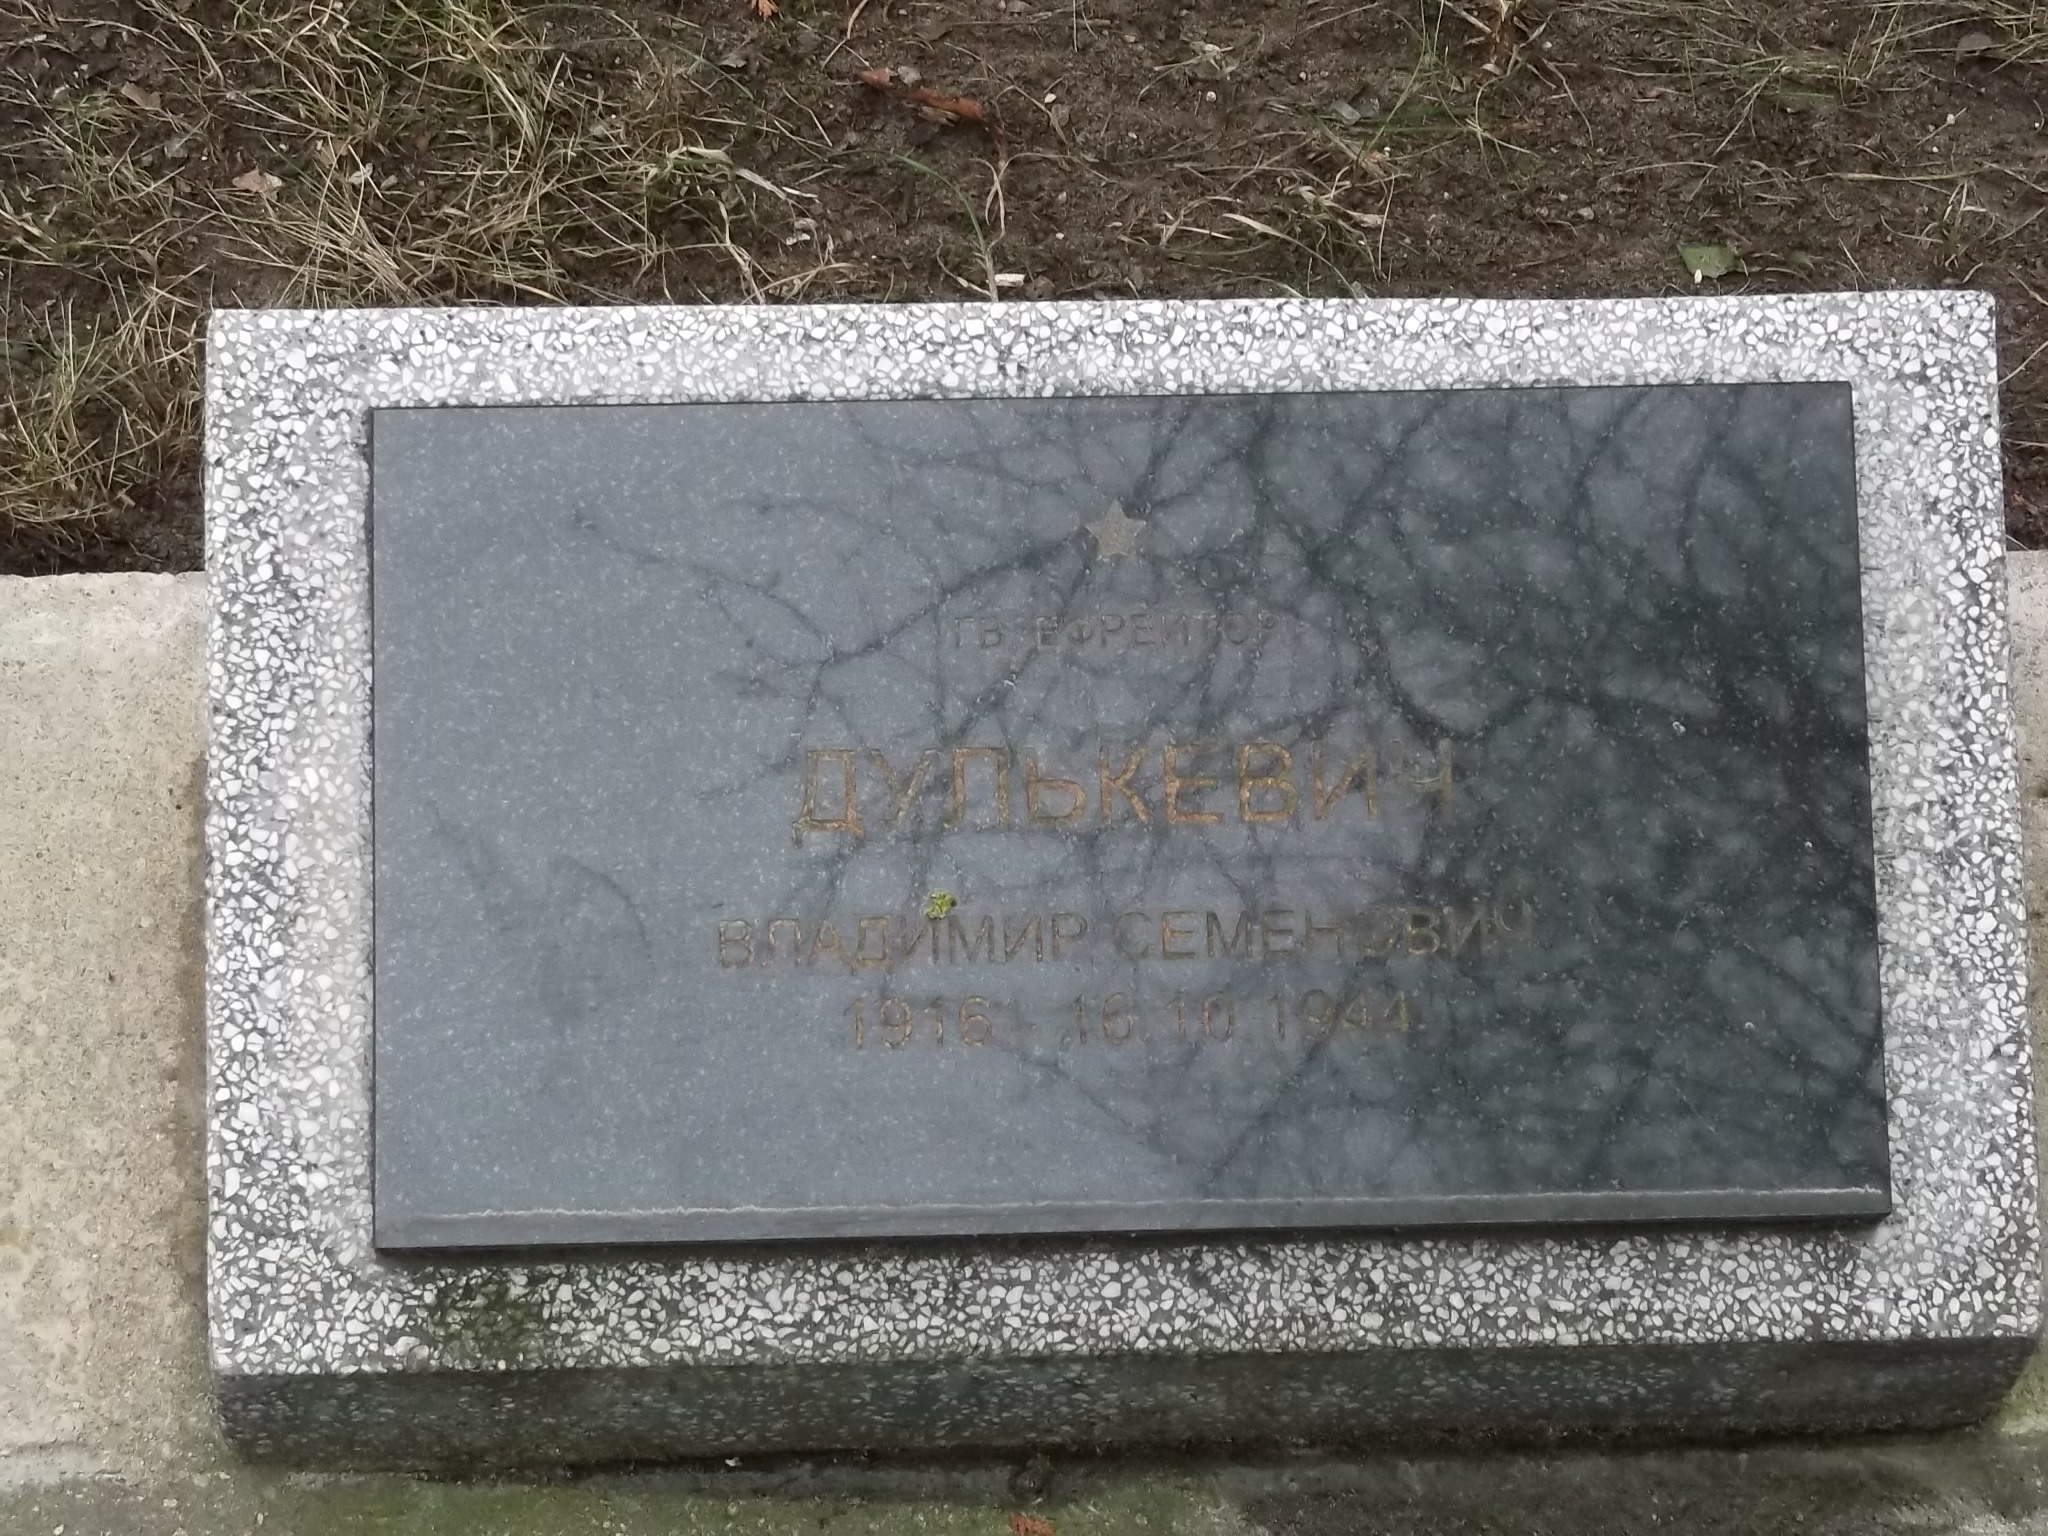 ГВ. ЕФРЕЙТОР
ДУЛЬКЕВИЧ
ВЛАДИМИР СЕМЕНОВИЧ
1916 - 16.10.1944